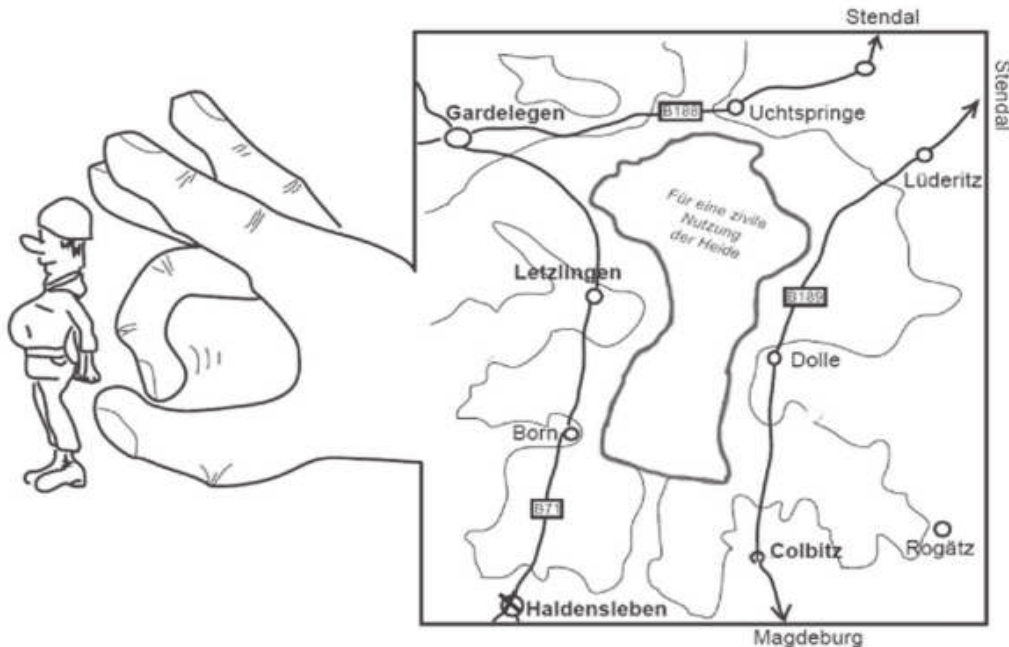 Stendal
Stendal
Gardelegen
B188
Uchtspringe
Lüderitz
Für eine zivile
Nutzung
der Heide
Letzlingen
B189
Dolle
Born
B71
Colbitz
Rogätz
Haldensleben
Magdeburg